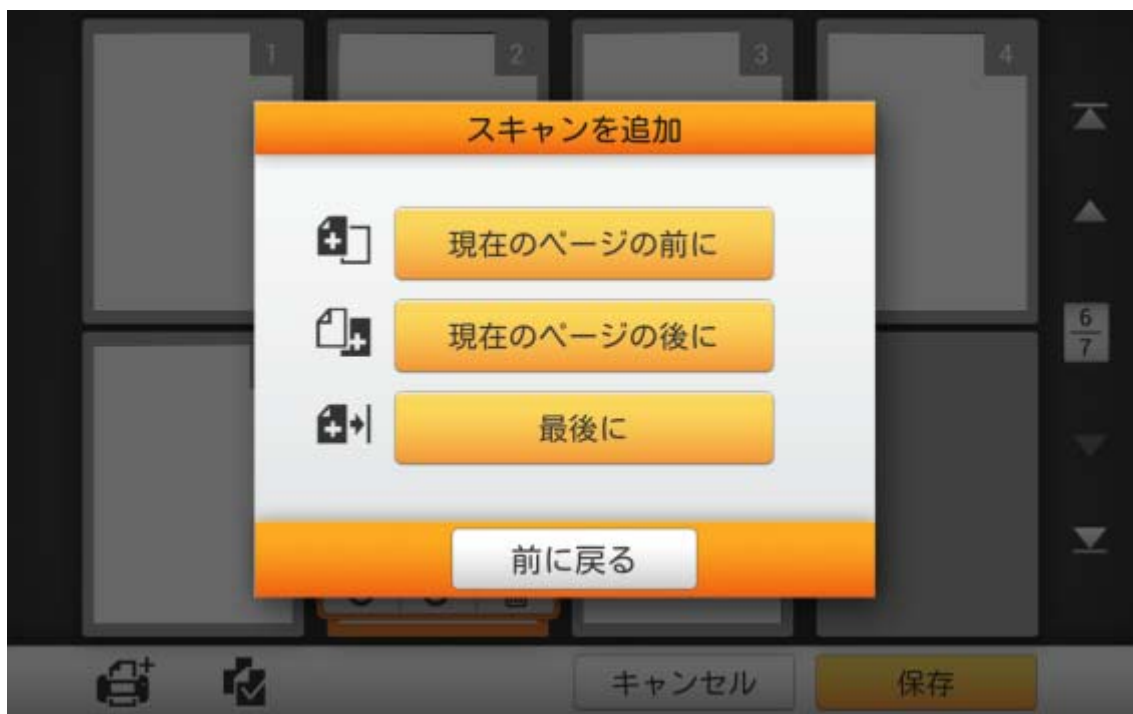 1
2
3
4
スキャンを追加
現在のページの前に
現在のページの後に
最後に
前に戻る
6
7
キャンセル
保存